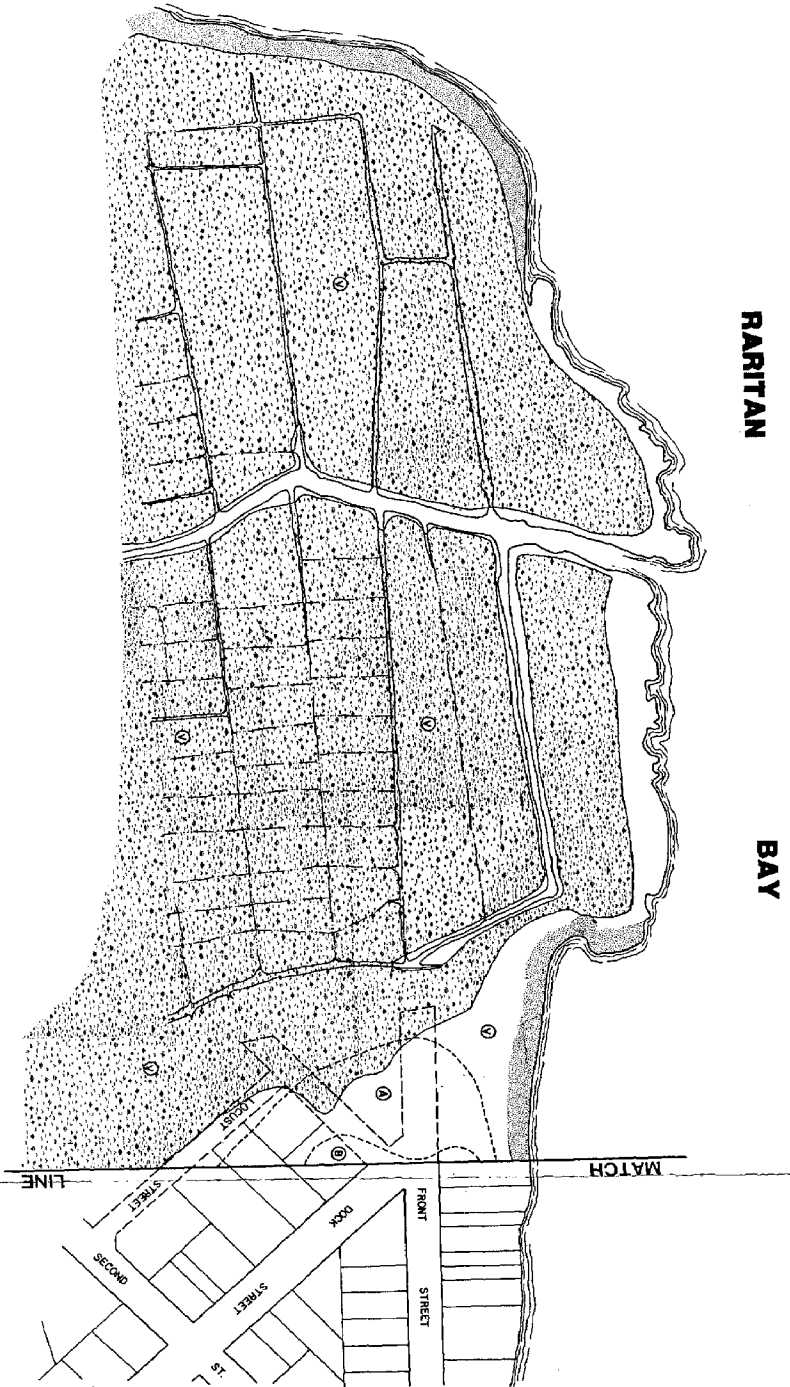 RARITAN
BAY
V
V
V
V
V
A
B
MATCH
LINE
LOCUST
STREET
FRONT
STREET
DOCK
STREET
SECOND
ST.